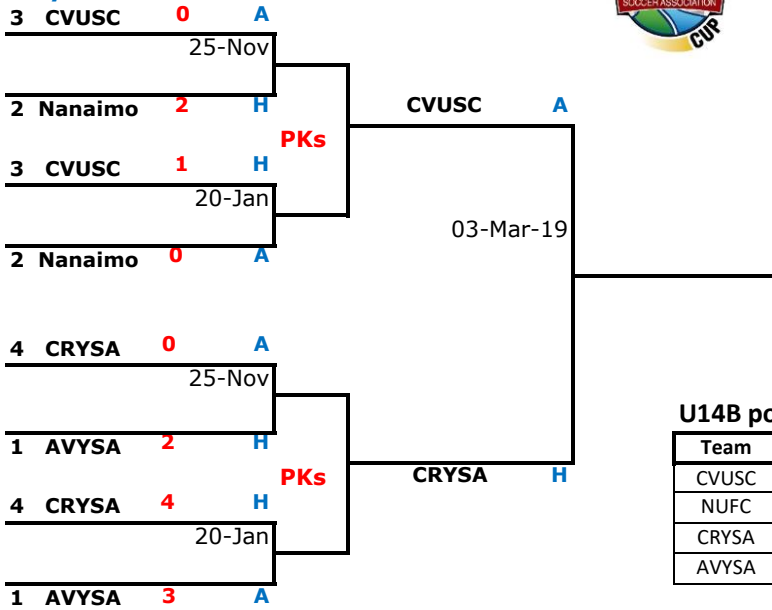 SOCCER ASSOCIATION
CUP
3 CVUSC 0 A
25-Nov
2 Nanaimo 2 H
CVUSC A
PKs
3 CVUSC 1 H
20-Jan
03-Mar-19
2 Nanaimo 0 A
4 CRYSA 0 A
25-Nov
1 AVYSA 2 H
CRYSA H
PKs
4 CRYSA 4 H
20-Jan
1 AVYSA 3 A
U14B
Team
CVUSC
NUFC
CRYSA
AVYSA